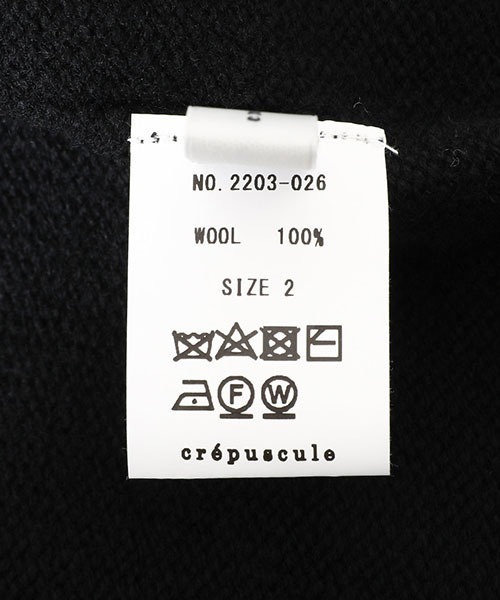 NO. 2203-026
WOOL 100%
SIZE 2
F W
crépuscule